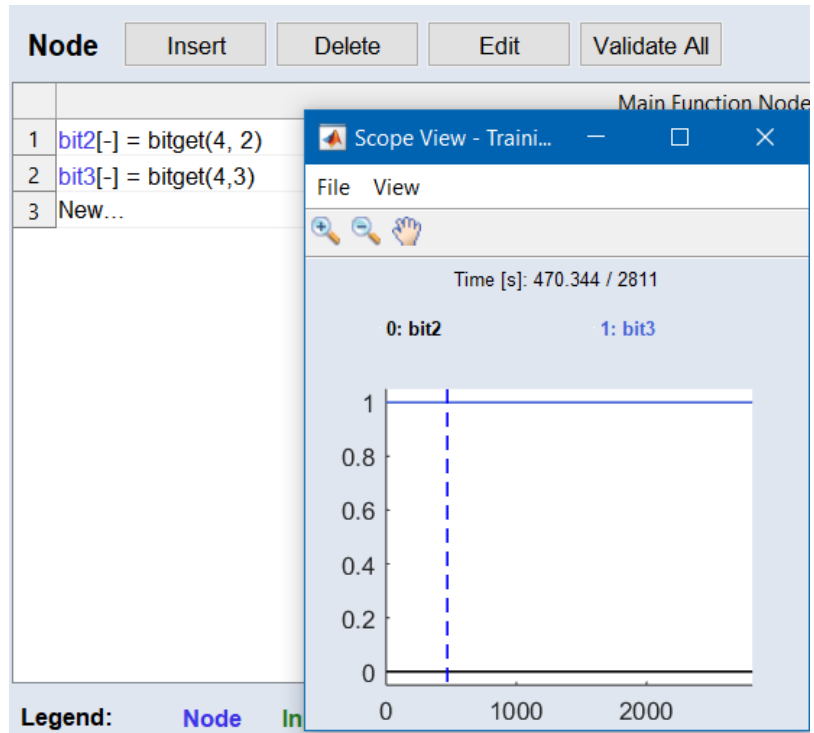 Node Insert Delete Edit Validate All
Main Function Node
1 bit2[-] = bitget(4, 2)
2 bit3[-] = bitget(4,3)
3 New...
Scope View - Traini...
File View
Time [s]: 470.344 / 2811
0: bit2 1: bit3
1
0.8
0.6
0.4
0.2
0
0 1000 2000
Legend: Node In